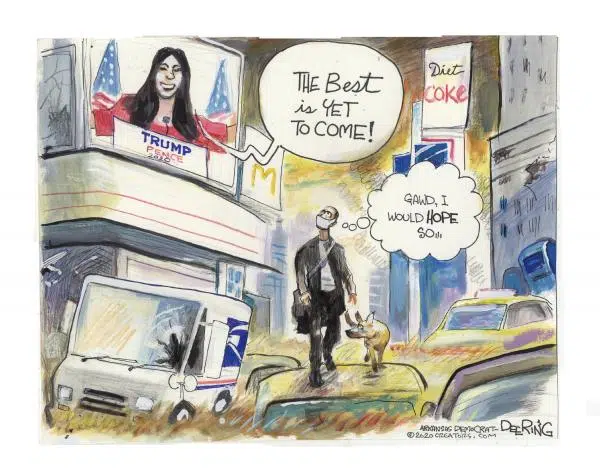 THE Best
is YET
TO COME!
TRUMP
PENCE
2020
M
Diet
COKE
GAWD, I
WOULD HOPE
SO...
ARKANSAS DEMOCRAT-
DEERING
©2020 CREATORS.COM